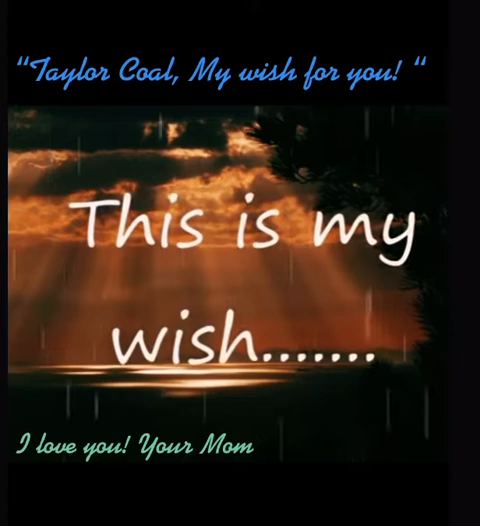 “Taylor Coal, My wish for you! “
This is my
wish.......
I love you! Your Mom